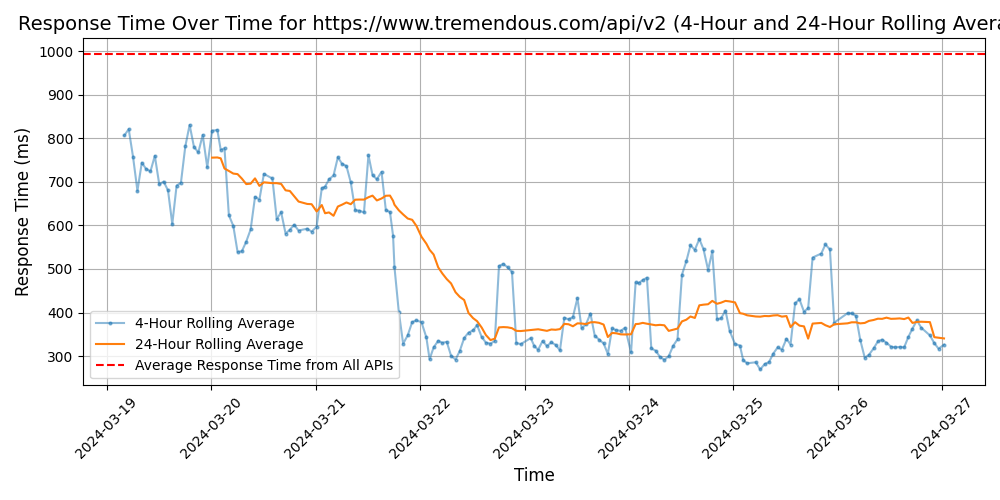 Response Time Over Time for https://www.tremendous.com/api/v2 (4-Hour and 24-Hour Rolling Avera
1000
900
800
700
600
500
400
300
Response Time (ms)
4-Hour Rolling Average
24-Hour Rolling Average
Average Response Time from All APIs
2024-03-19
2024-03-20
2024-03-21
2024-03-22
2024-03-23
2024-03-24
2024-03-25
2024-03-26
2024-03-27
Time